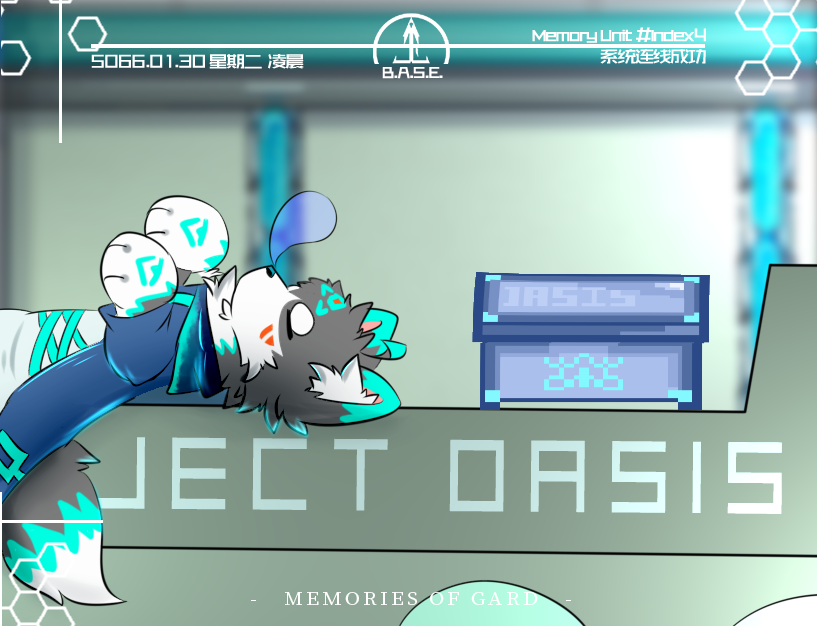 Memory Unit #Index4
5066.01.30 星期二 凌晨
系统连线成功
B.A.S.E.
OASIS
JECT OASIS
- MEMORIES OF GARD -